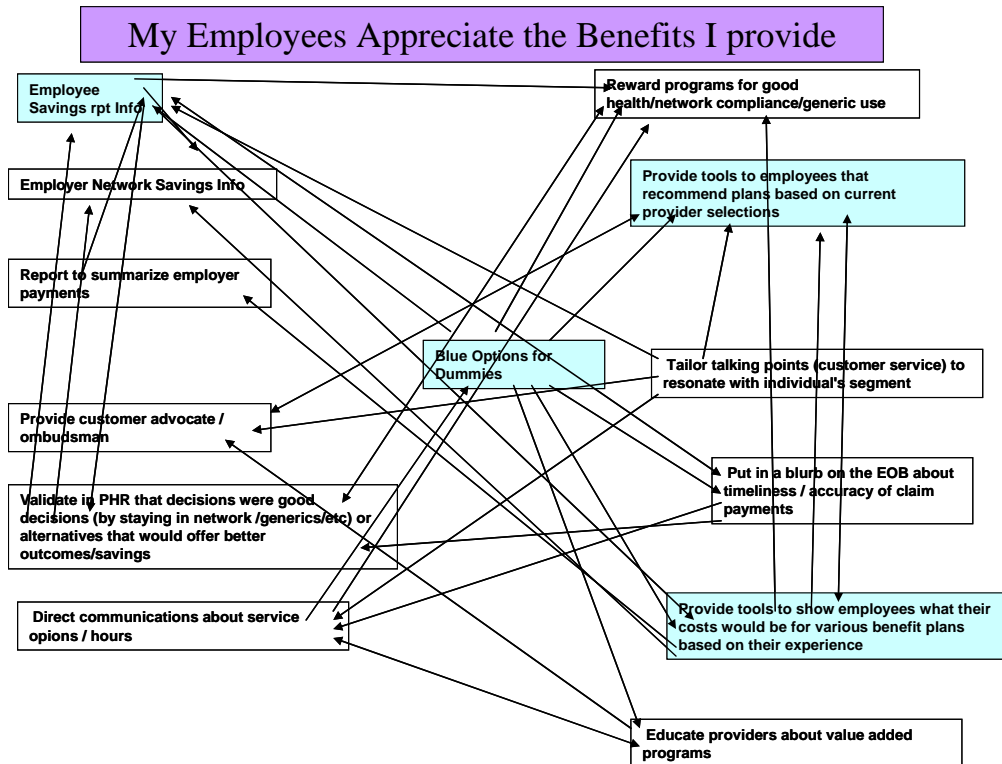 My Employees Appreciate the Benefits I provide
Employee
Savings rpt Info
Reward programs for good
health/network compliance/generic use
Employer Network Savings Info
Provide tools to employees that
recommend plans based on current
provider selections
Report to summarize employer
payments
Blue Options for
Dummies
Tailor talking points (customer service) to
resonate with individual's segment
Provide customer advocate /
ombudsman
Put in a blurb on the EOB about
timeliness / accuracy of claim
payments
Validate in PHR that decisions were good
decisions (by staying in network /generics/etc) or
alternatives that would offer better
outcomes/savings
Direct communications about service
opions / hours
Provide tools to show employees what their
costs would be for various benefit plans
based on their experience
Educate providers about value added
programs